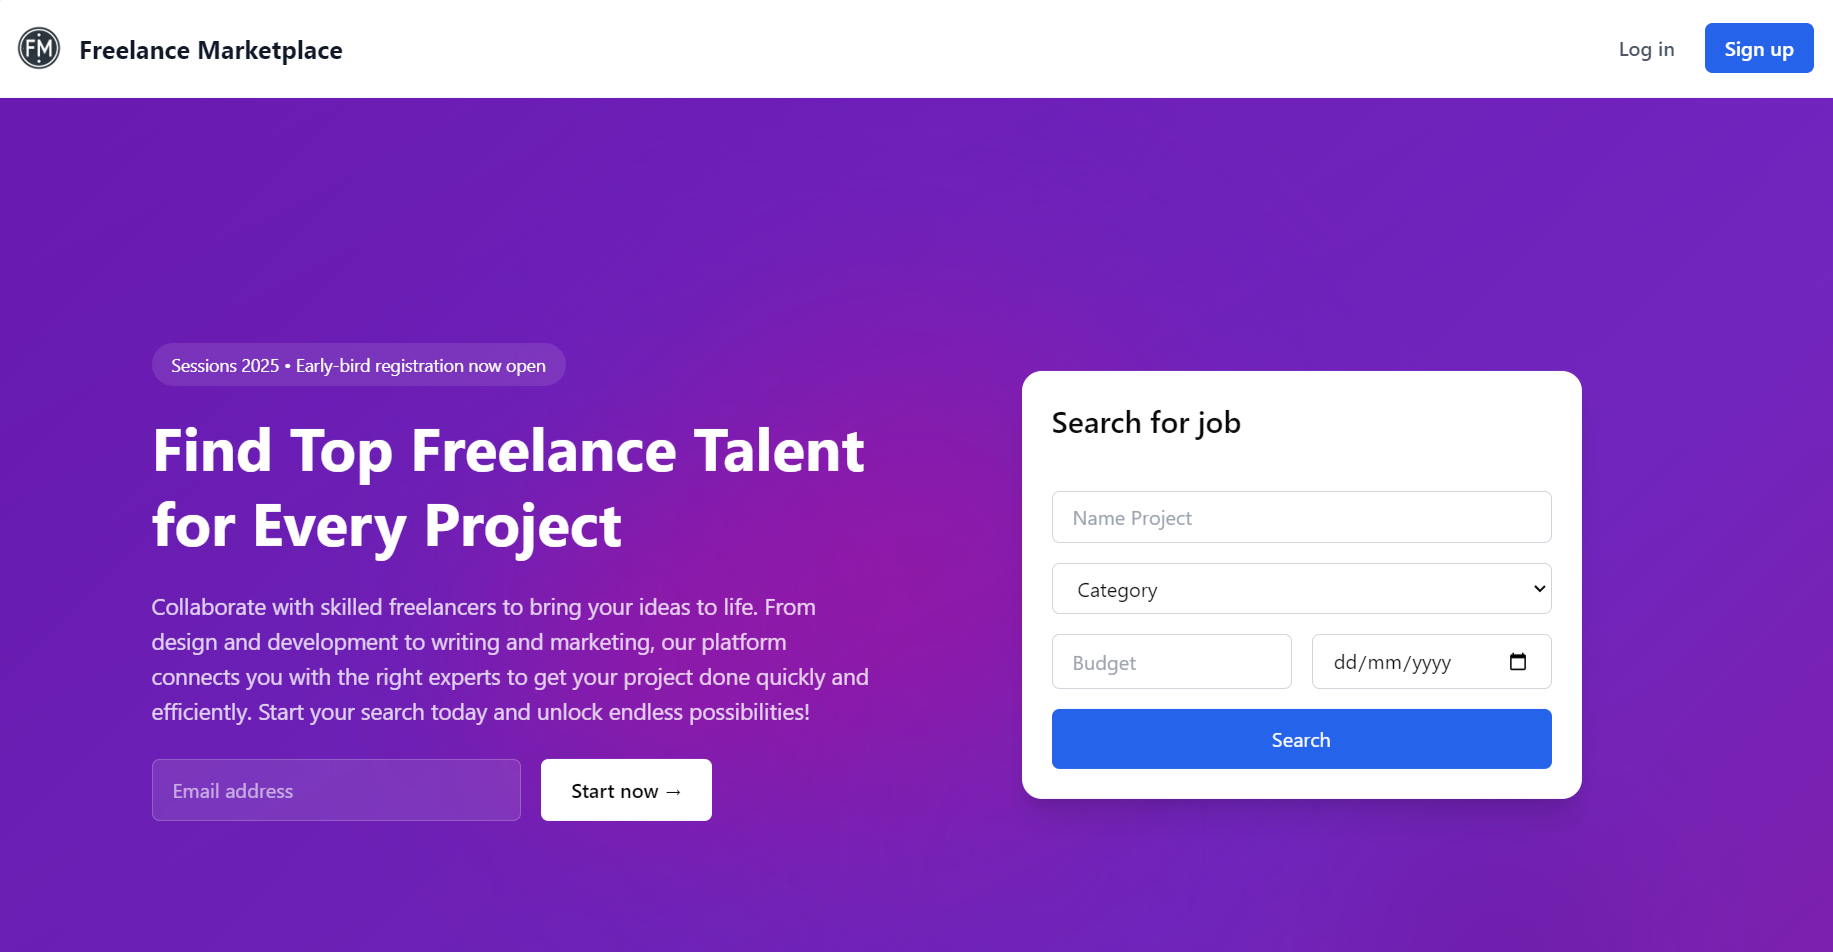 FM
Freelance Marketplace
Log in
Sign up
Sessions 2025 • Early-bird registration now open
Find Top Freelance Talent
for Every Project
Collaborate with skilled freelancers to bring your ideas to life. From
design and development to writing and marketing, our platform
connects you with the right experts to get your project done quickly and
efficiently. Start your search today and unlock endless possibilities!
Email address
Start now →
Search for job
Name Project
Category
Budget
dd/mm/yyyy
Search